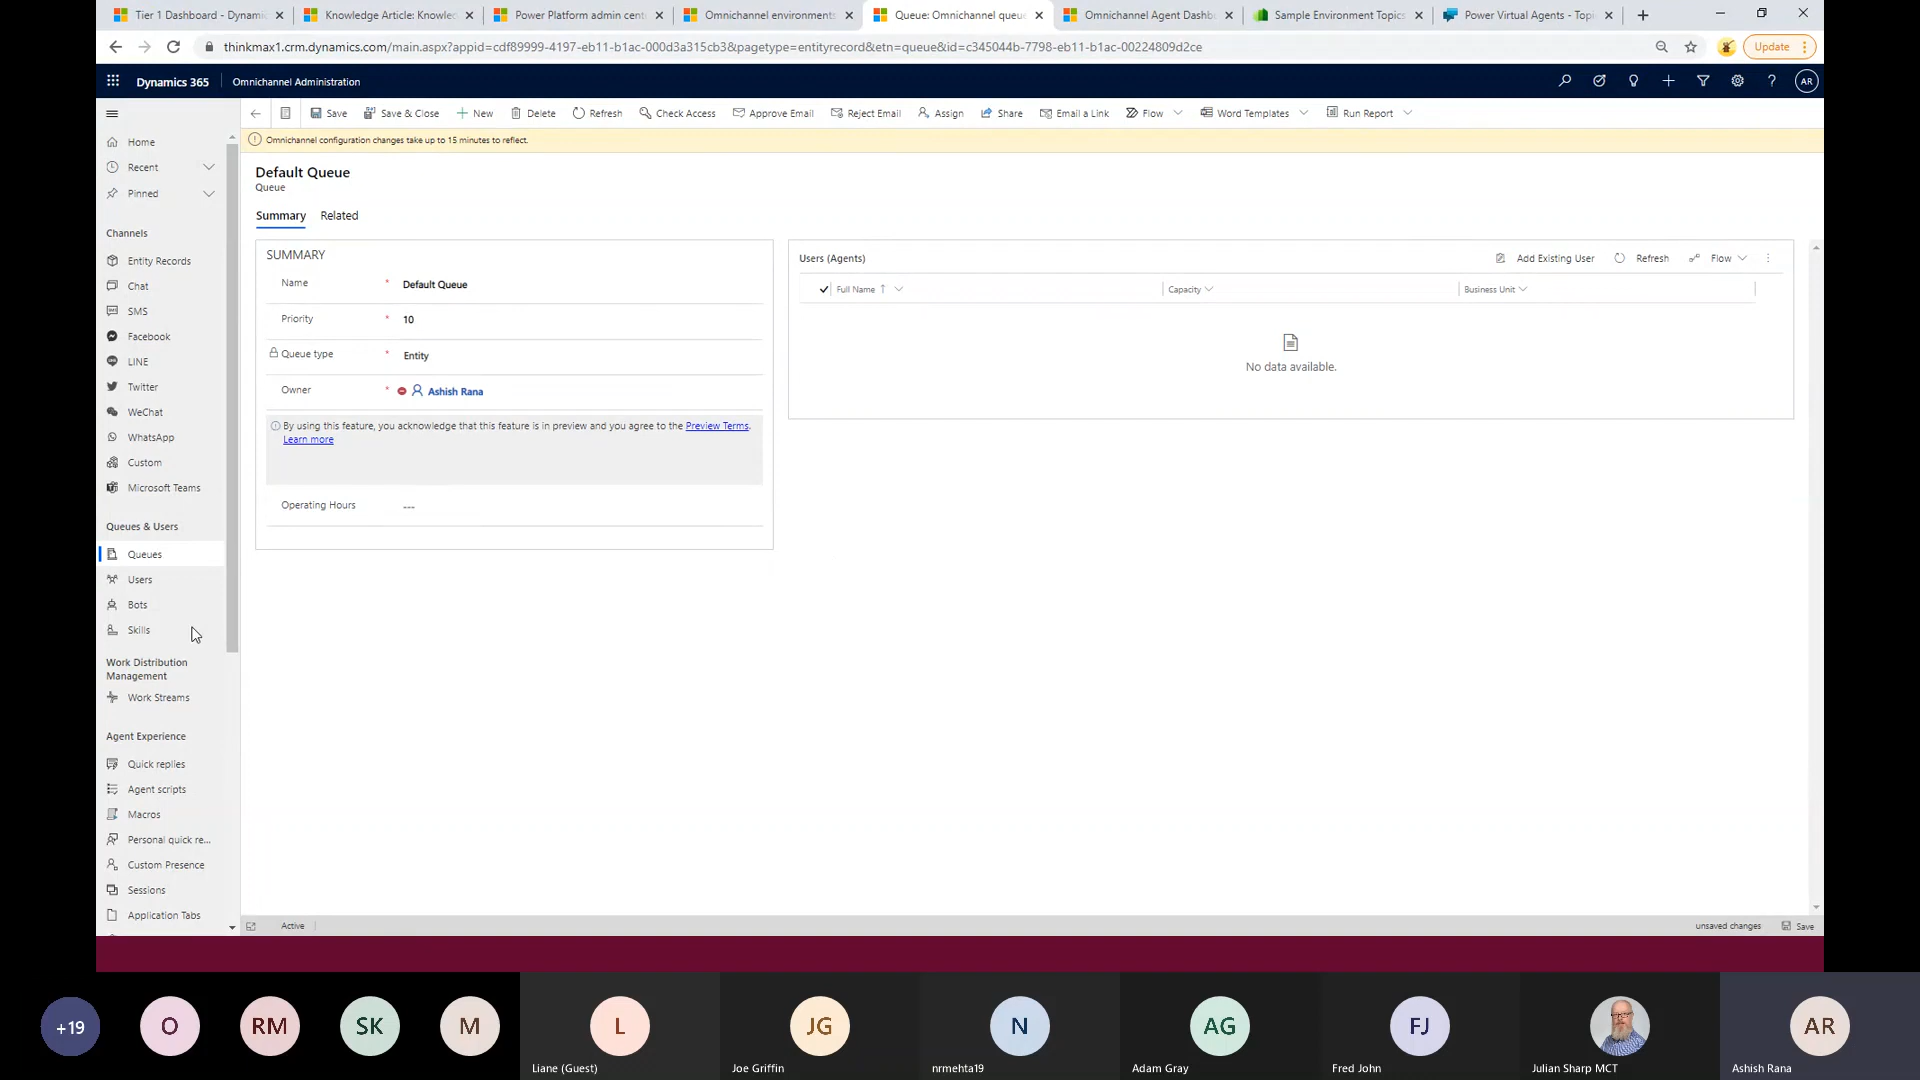 Tier 1 Dashboard - Dynamic
Knowledge Article: Knowlec
Power Platform admin cent
Omnichannel environments
Queue: Omnichannel queue
Omnichannel Agent Dashb
Sample Environment Topics
Power Virtual Agents - Topi
thinkmax1.crm.dynamics.com/main.aspx?appid=cdf89999-4197-eb11-b1ac-000d3a315cb3&pagetype=entityrecord&etn=queue&id=c345044b-7798-eb11-b1ac-00224809d2ce
Update
Dynamics 365
Omnichannel Administration
AR
Save
Save & Close
New
Delete
Refresh
Check Access
Approve Email
Reject Email
Assign
Share
Email a Link
Flow
Word Templates
Run Report
Omnichannel configuration changes take up to 15 minutes to reflect.
Home
Recent
Pinned
Channels
Entity Records
Chat
SMS
Facebook
LINE
Twitter
WeChat
WhatsApp
Custom
Microsoft Teams
Queues & Users
Queues
Users
Bots
Skills
Work Distribution
Management
Work Streams
Agent Experience
Quick replies
Agent scripts
Macros
Personal quick re...
Custom Presence
Sessions
Application Tabs
Default Queue
Queue
Summary
Related
SUMMARY
Name * Default Queue
Priority * 10
Queue type * Entity
Owner * Ashish Rana
By using this feature, you acknowledge that this feature is in preview and you agree to the Preview Terms.
Learn more
Operating Hours ---
Users (Agents)
Add Existing User
Refresh
Flow
Full Name
Capacity
Business Unit
No data available.
Active
unsaved changes
Save
+19
O
RM
SK
M
L
Liane (Guest)
JG
Joe Griffin
N
nrmehta19
AG
Adam Gray
FJ
Fred John
Julian Sharp MCT
AR
Ashish Rana